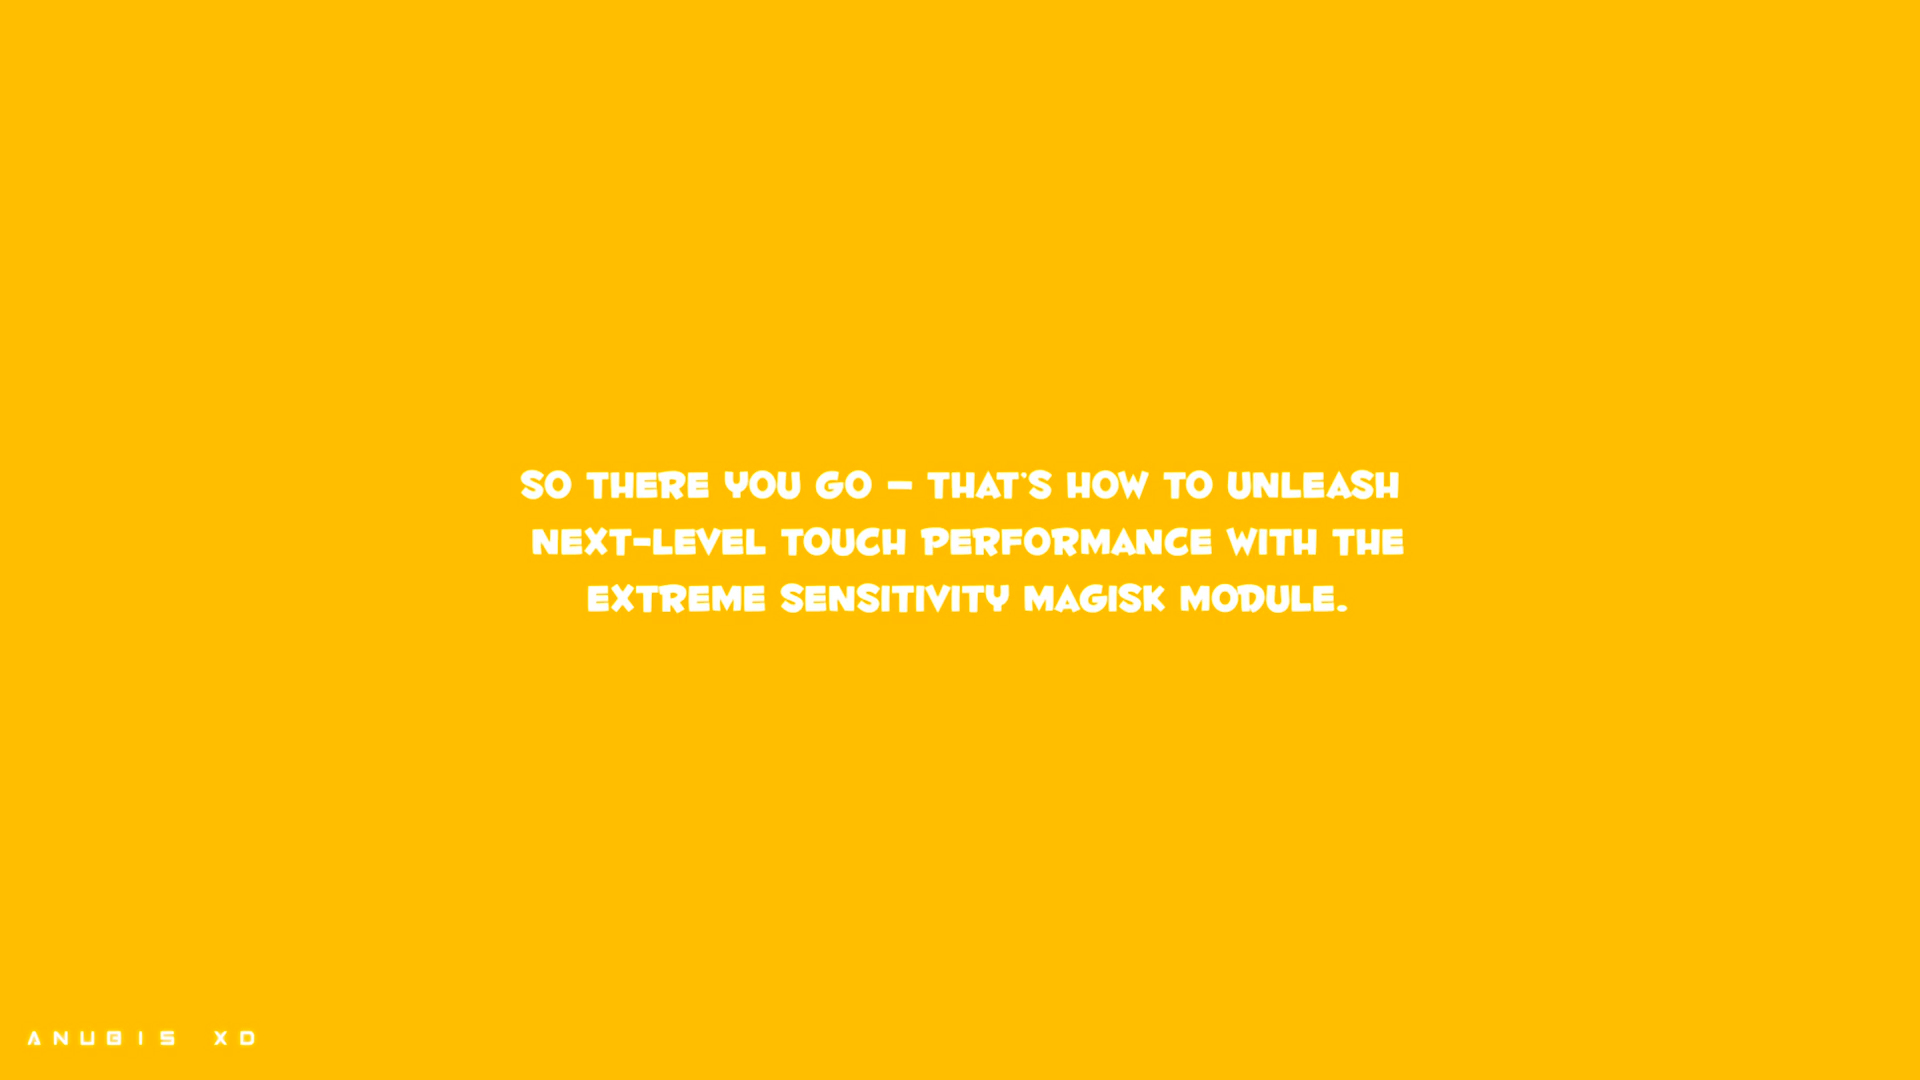 SO THERE YOU GO – THAT'S HOW TO UNLEASH
NEXT-LEVEL TOUCH PERFORMANCE WITH THE
EXTREME SENSITIVITY MAGISK MODULE.
ANUBIS XD